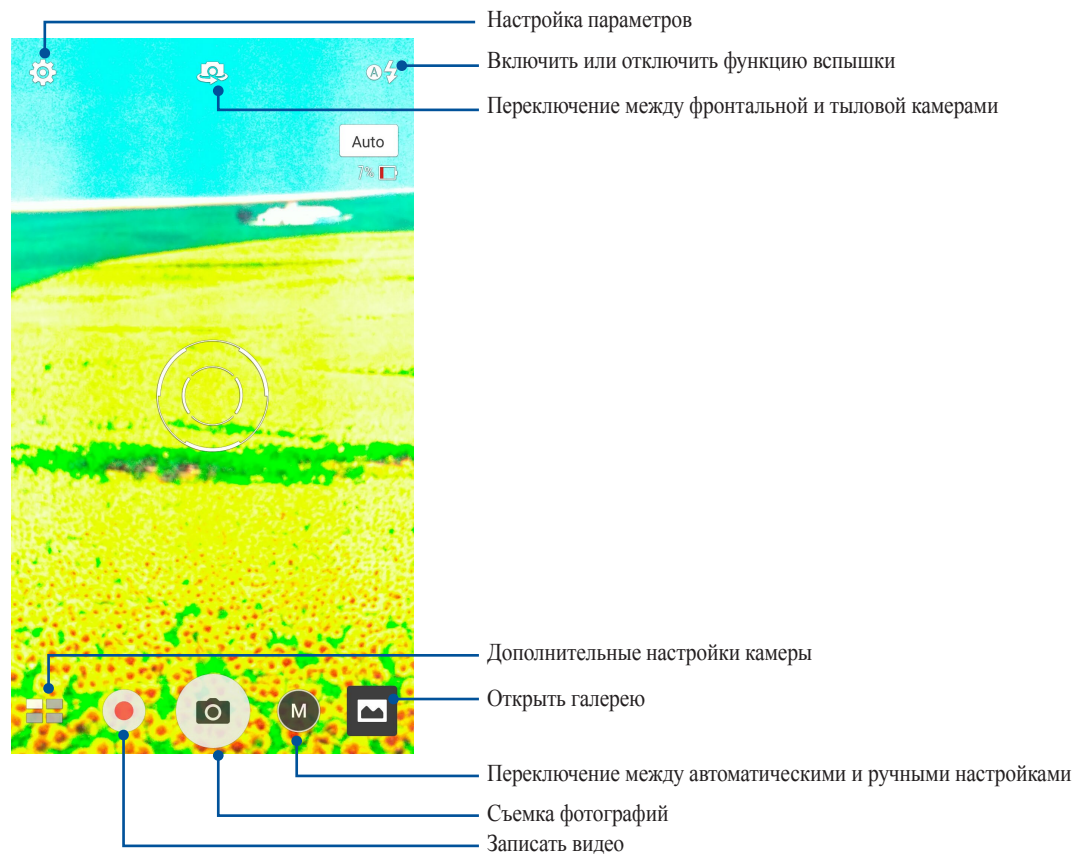 Настройка параметров
Включить или отключить функцию вспышки
A
Переключение между фронтальной и тыловой камерами
Auto
7%
Дополнительные настройки камеры
Открыть галерею
M
Переключение между автоматическими и ручными настройками
Съемка фотографий
Записать видео